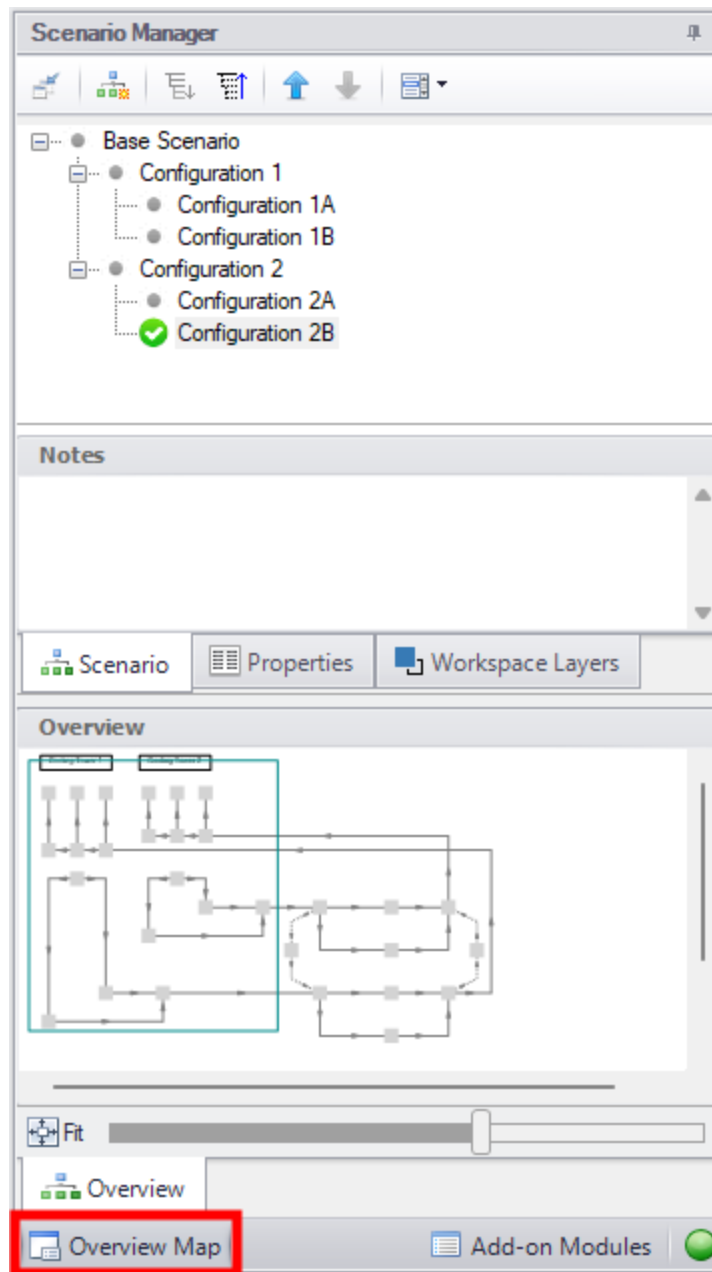 Scenario Manager
Base Scenario
Configuration 1
Configuration 1A
Configuration 1B
Configuration 2
Configuration 2A
Configuration 2B
Notes
Scenario Properties Workspace Layers
Overview
Fit
Overview
Overview Map Add-on Modules